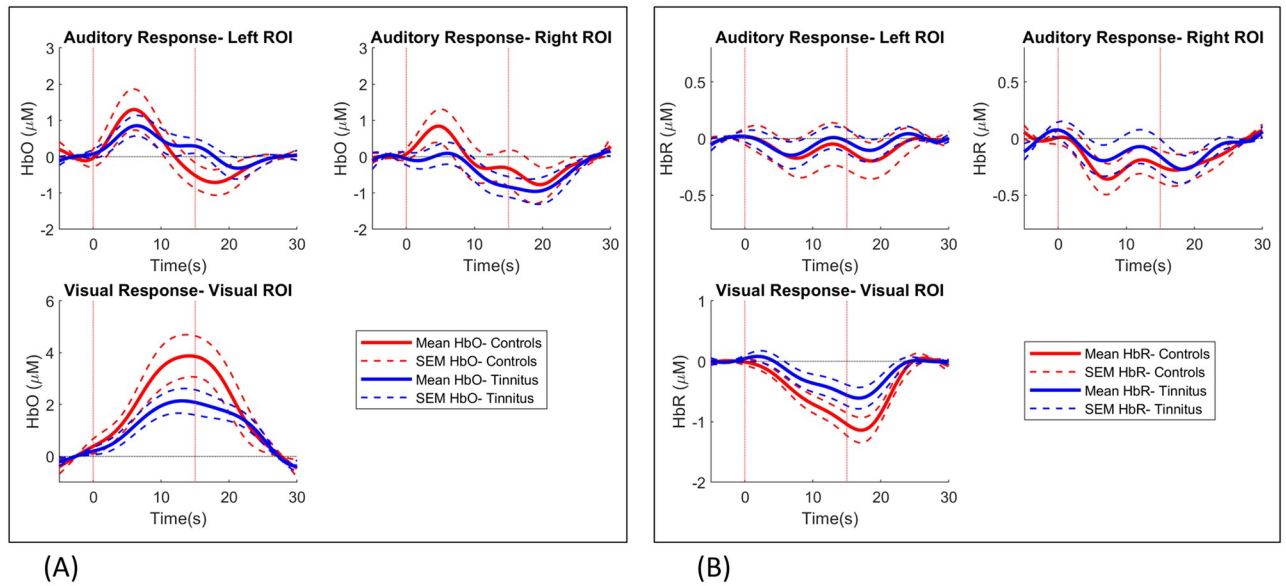 Auditory Response- Left ROI
3
2
1
0
-1
-2
HbO (μM)
0
10
20
30
Time(s)
Auditory Response- Right ROI
3
2
1
0
-1
-2
HbO (μM)
0
10
20
30
Time(s)
Visual Response- Visual ROI
6
4
2
0
HbO (μM)
0
10
20
30
Time(s)
Mean HbO- Controls
SEM HbO- Controls
Mean HbO- Tinnitus
SEM HbO- Tinnitus
(A)
Auditory Response- Left ROI
0.5
0
-0.5
HbR (μM)
0
10
20
30
Time(s)
Auditory Response- Right ROI
0.5
0
-0.5
HbR (μM)
0
10
20
30
Time(s)
Visual Response- Visual ROI
1
0
-1
-2
HbR (μM)
0
10
20
30
Time(s)
Mean HbR- Controls
SEM HbR- Controls
Mean HbR- Tinnitus
SEM HbR- Tinnitus
(B)